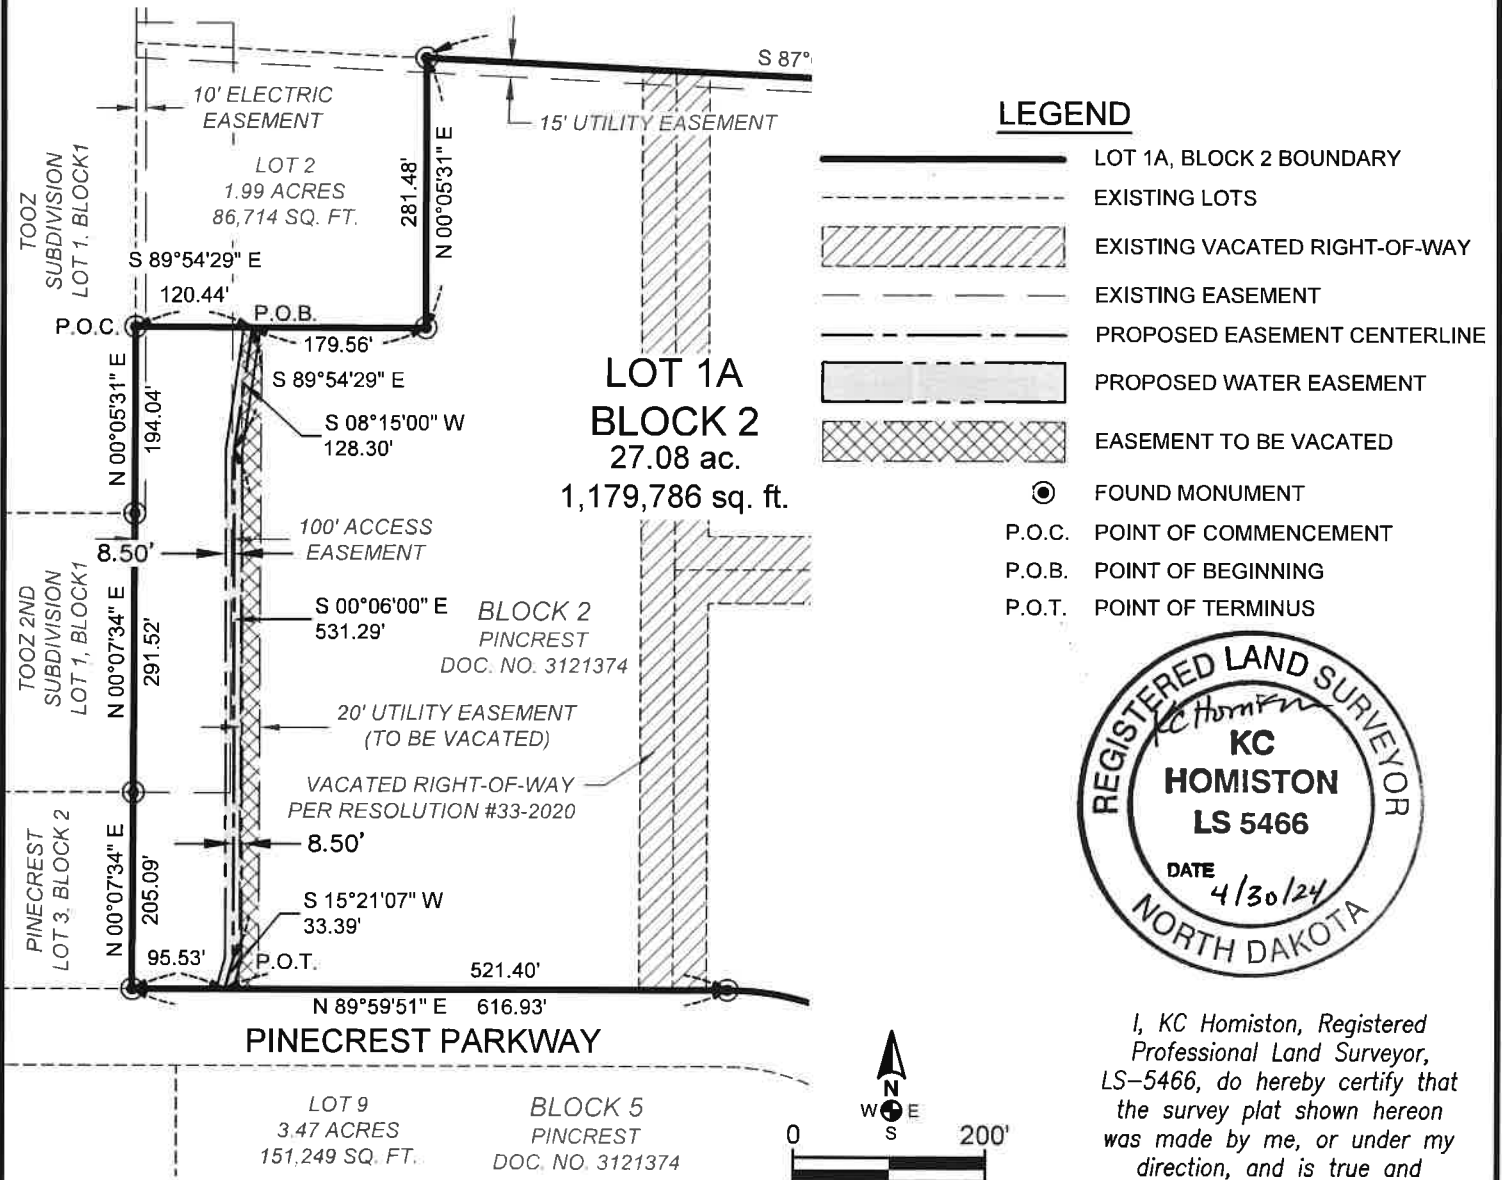 S 87°
10' ELECTRIC
EASEMENT
15' UTILITY EASEMENT
TOOZ
SUBDIVISION
LOT 1, BLOCK1
LOT 2
1.99 ACRES
86,714 SQ. FT.
281.48'
N 00°05'31" E
S 89°54'29" E
120.44'
P.O.C.
P.O.B.
179.56'
S 89°54'29" E
N 00°05'31" E
194.04'
S 08°15'00" W
128.30'
LOT 1A
BLOCK 2
27.08 ac.
1,179,786 sq. ft.
100' ACCESS
EASEMENT
8.50'
TOOZ 2ND
SUBDIVISION
LOT 1, BLOCK1
N 00°07'34" E
291.52'
S 00°06'00" E
531.29'
BLOCK 2
PINCREST
DOC. NO. 3121374
20' UTILITY EASEMENT
(TO BE VACATED)
VACATED RIGHT-OF-WAY
PER RESOLUTION #33-2020
8.50'
PINECREST
LOT 3, BLOCK 2
N 00°07'34" E
205.09'
S 15°21'07" W
33.39'
95.53'
P.O.T.
521.40'
N 89°59'51" E 616.93'
PINECREST PARKWAY
LOT 9
3.47 ACRES
151,249 SQ. FT.
BLOCK 5
PINCREST
DOC. NO. 3121374
LEGEND
LOT 1A, BLOCK 2 BOUNDARY
EXISTING LOTS
EXISTING VACATED RIGHT-OF-WAY
EXISTING EASEMENT
PROPOSED EASEMENT CENTERLINE
PROPOSED WATER EASEMENT
EASEMENT TO BE VACATED
FOUND MONUMENT
P.O.C. POINT OF COMMENCEMENT
P.O.B. POINT OF BEGINNING
P.O.T. POINT OF TERMINUS
REGISTERED LAND SURVEYOR
KC
HOMISTON
LS 5466
DATE
4/30/24
NORTH DAKOTA
N
W E
S
0 200'
I, KC Homiston, Registered
Professional Land Surveyor,
LS-5466, do hereby certify that
the survey plat shown hereon
was made by me, or under my
direction, and is true and